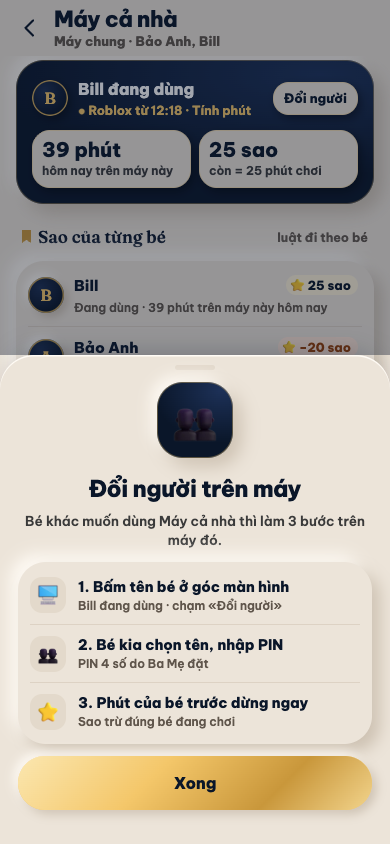 Máy cả nhà
Máy chung · Bảo Anh, Bill
B
Bill đang dùng
● Roblox từ 12:18 · Tính phút
Đổi người
39 phút
hôm nay trên máy này
25 sao
còn = 25 phút chơi
Sao của từng bé
luật đi theo bé
B
Bill
25 sao
Đang dùng · 39 phút trên máy này hôm nay
Bảo Anh
-20 sao
Đổi người trên máy
Bé khác muốn dùng Máy cả nhà thì làm 3 bước trên
máy đó.
1. Bấm tên bé ở góc màn hình
Bill đang dùng · chạm «Đổi người»
2. Bé kia chọn tên, nhập PIN
PIN 4 số do Ba Mẹ đặt
3. Phút của bé trước dừng ngay
Sao trừ đúng bé đang chơi
Xong